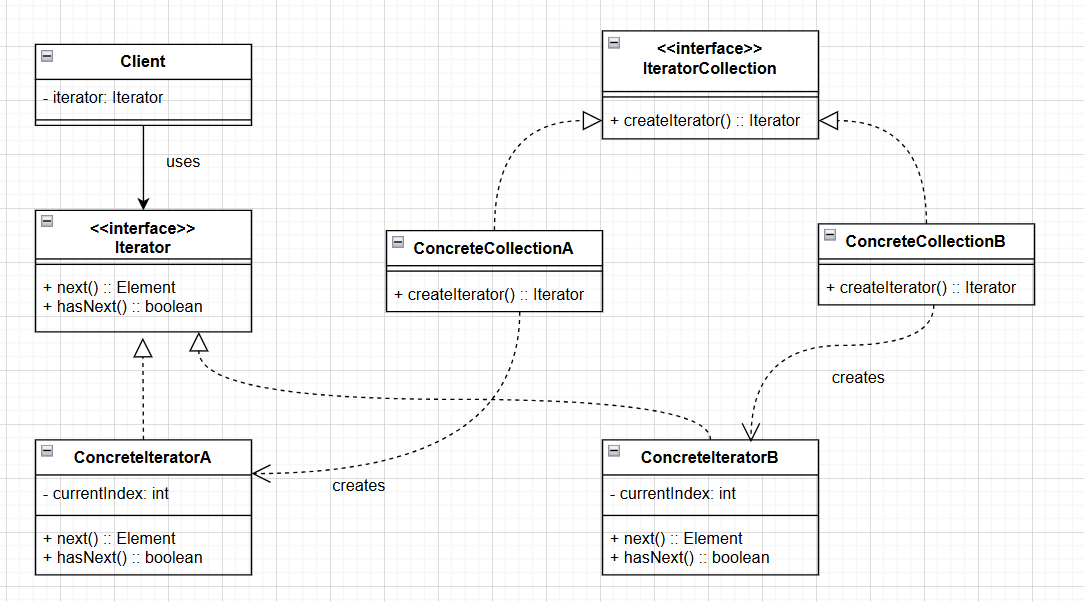 Client
- iterator: Iterator
uses
<<interface>>
Iterator
+ next() :: Element
+ hasNext() :: boolean
<<interface>>
IteratorCollection
+ createIterator() :: Iterator
ConcreteCollectionA
+ createIterator() :: Iterator
ConcreteCollectionB
+ createIterator() :: Iterator
creates
creates
ConcreteIteratorA
- currentIndex: int
+ next() :: Element
+ hasNext() :: boolean
ConcreteIteratorB
- currentIndex: int
+ next() :: Element
+ hasNext() :: boolean